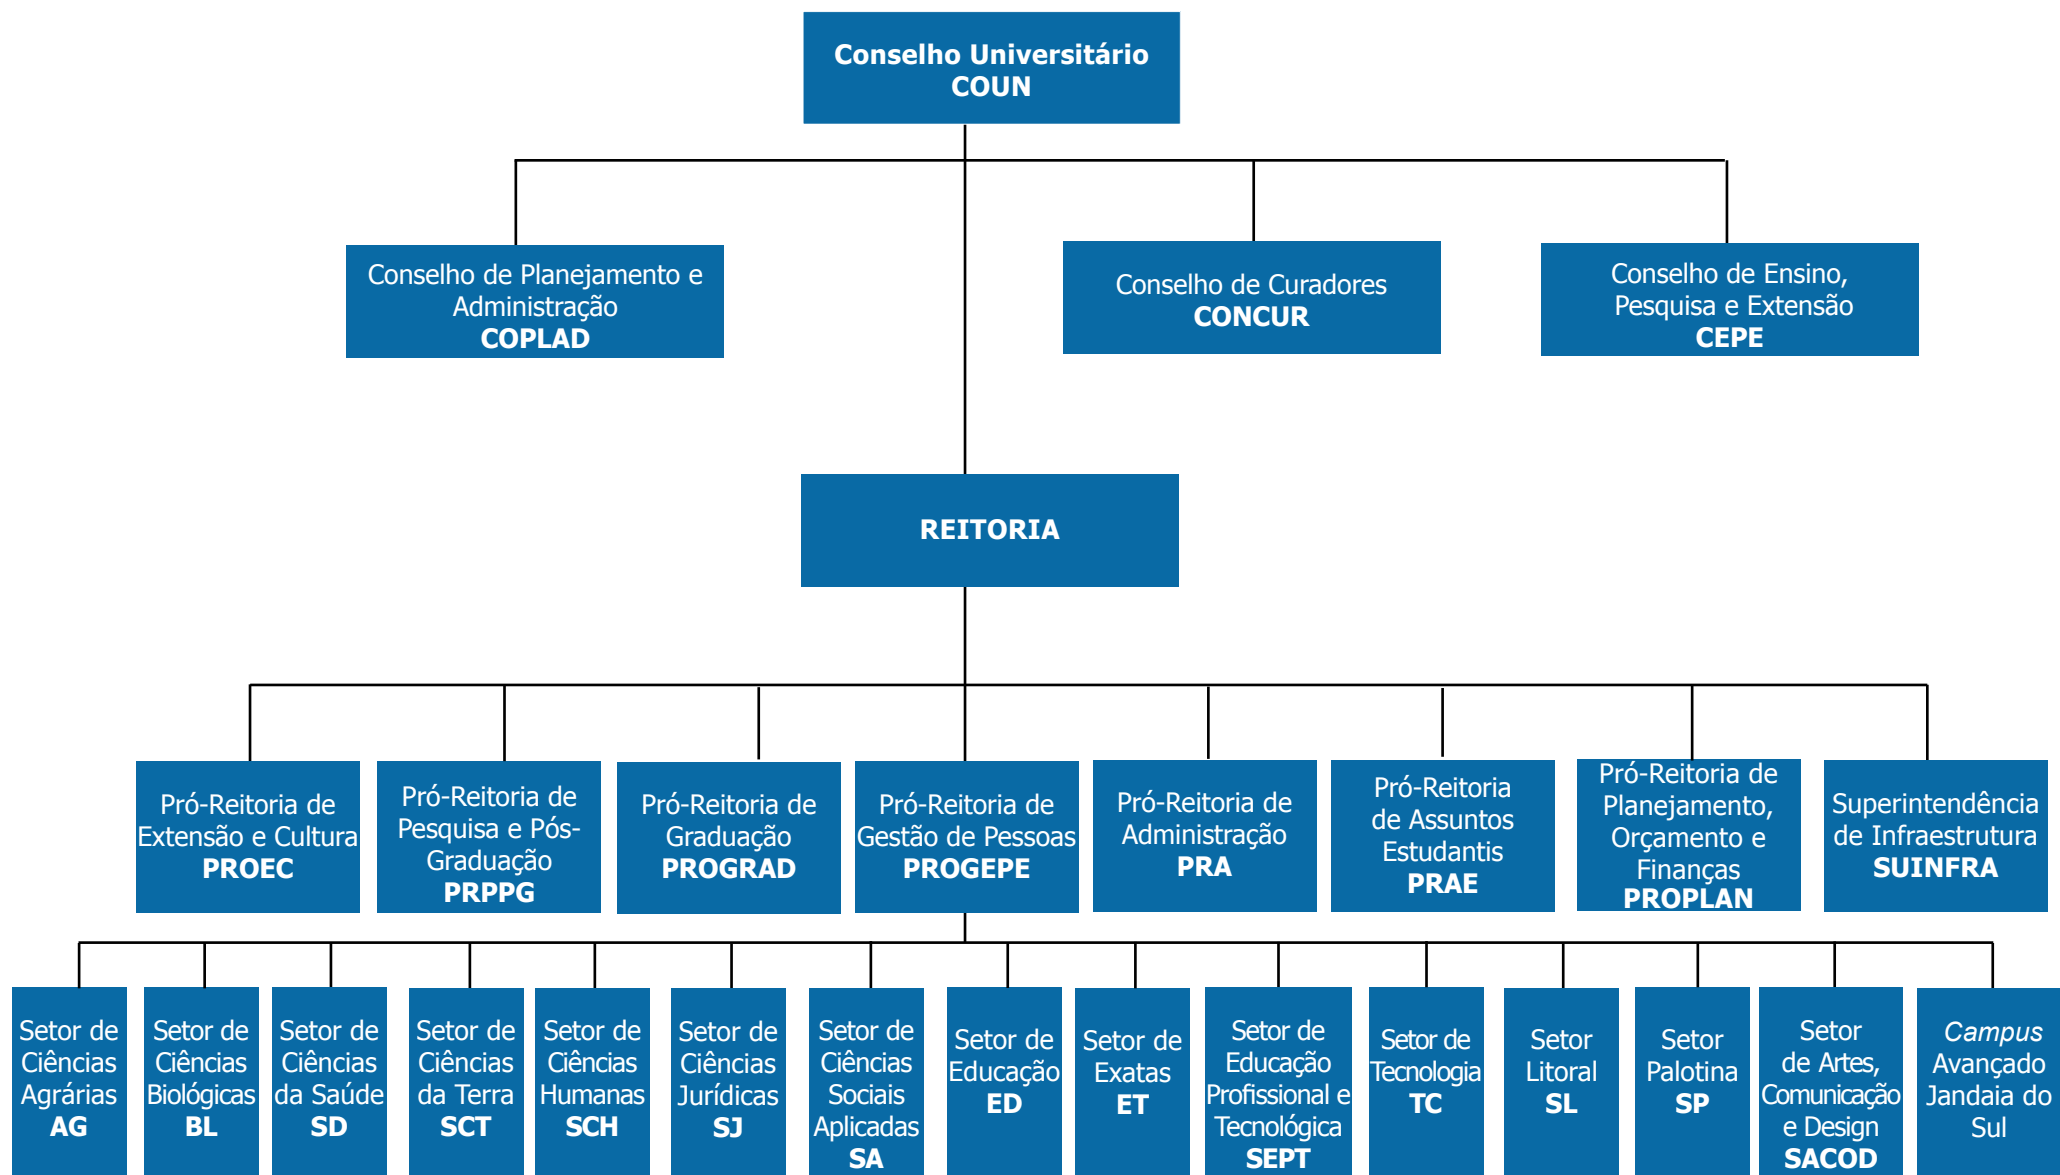 Conselho Universitário
COUN
Conselho de Planejamento e
Administração
COPLAD
Conselho de Curadores
CONCUR
Conselho de Ensino,
Pesquisa e Extensão
CEPE
REITORIA
Pró-Reitoria de
Extensão e Cultura
PROEC
Pró-Reitoria de
Pesquisa e Pós-
Graduação
PRPPG
Pró-Reitoria de
Graduação
PROGRAD
Pró-Reitoria de
Gestão de Pessoas
PROGEPE
Pró-Reitoria de
Administração
PRA
Pró-Reitoria
de Assuntos
Estudantis
PRAE
Pró-Reitoria de
Planejamento,
Orçamento e
Finanças
PROPLAN
Superintendência
de Infraestrutura
SUINFRA
Setor de
Ciências
Agrárias
AG
Setor de
Ciências
Biológicas
BL
Setor de
Ciências
da Saúde
SD
Setor de
Ciências
da Terra
SCT
Setor de
Ciências
Humanas
SCH
Setor de
Ciências
Jurídicas
SJ
Setor de
Ciências
Sociais
Aplicadas
SA
Setor de
Educação
ED
Setor de
Exatas
ET
Setor de
Educação
Profissional e
Tecnológica
SEPT
Setor de
Tecnologia
TC
Setor
Litoral
SL
Setor
Palotina
SP
Setor
de Artes,
Comunicação
e Design
SACOD
Campus
Avançado
Jandaia do
Sul